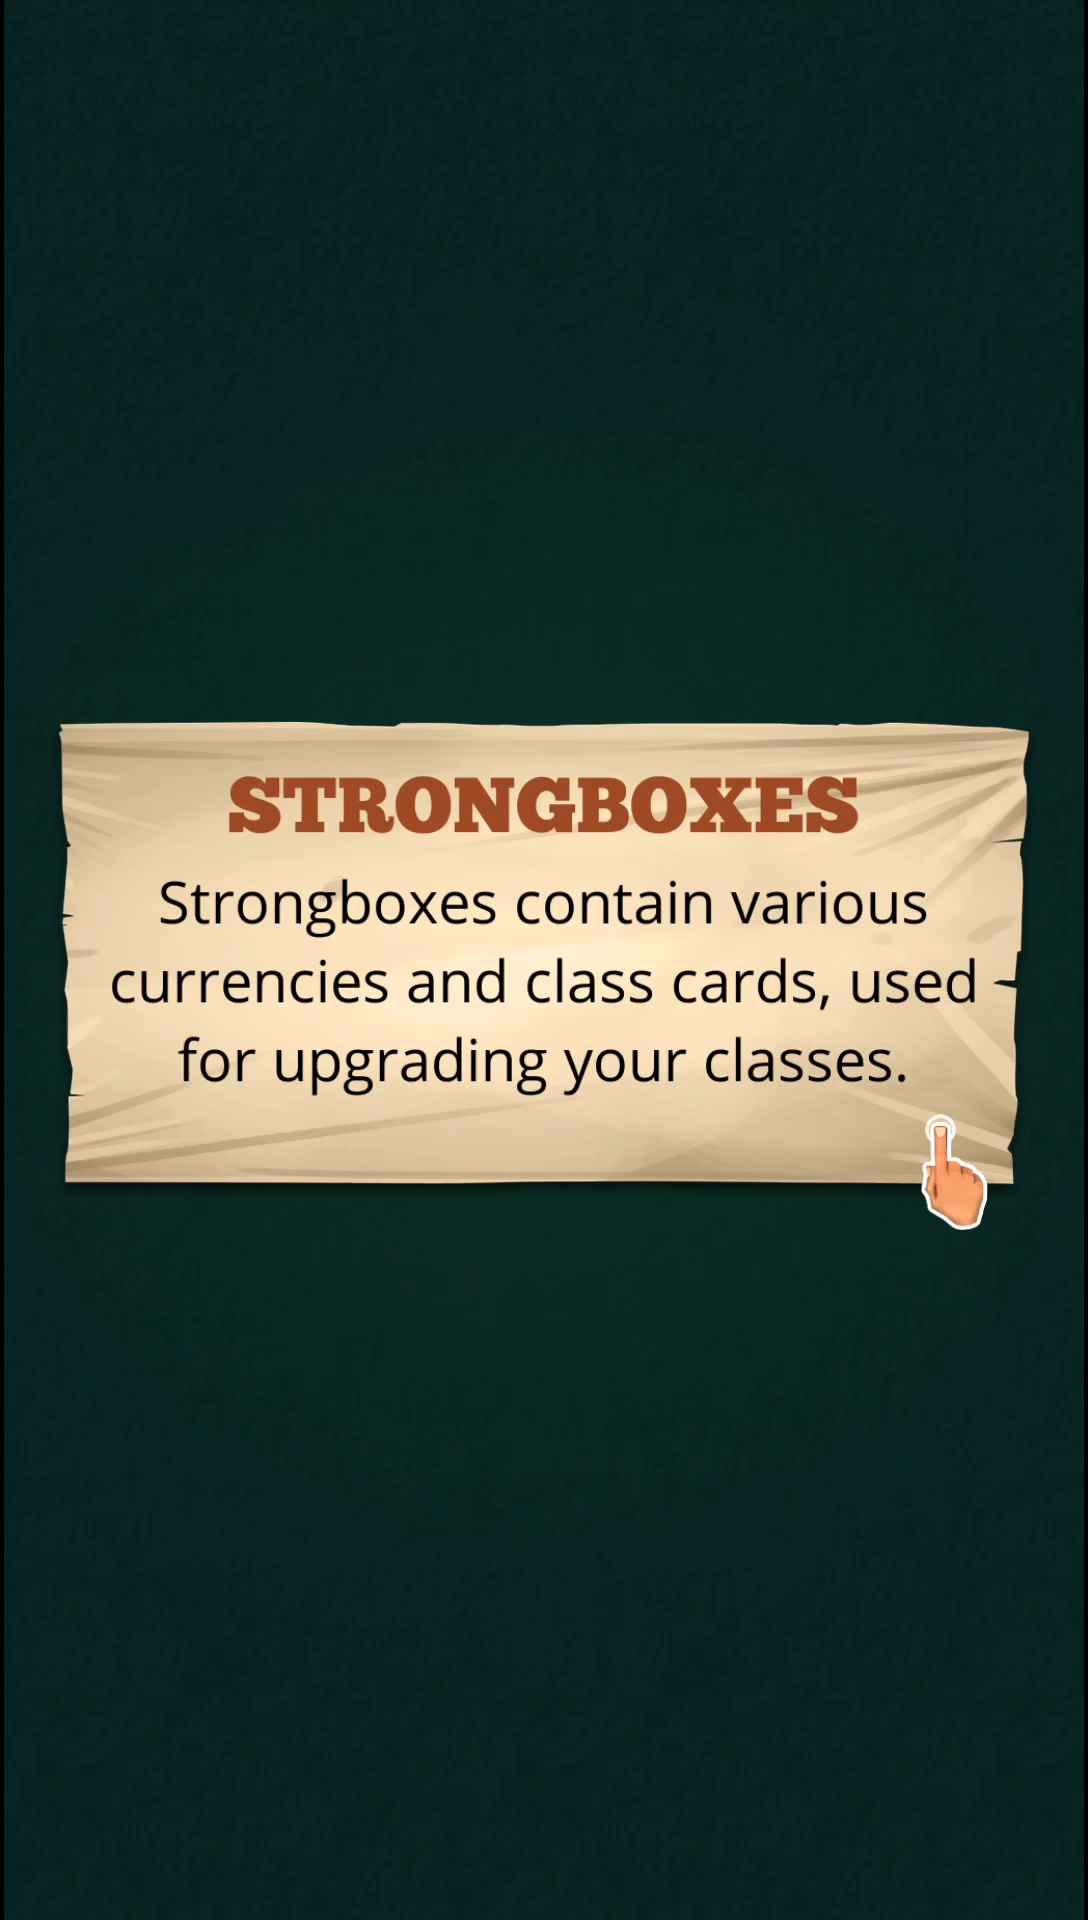 STRONGBOXES
Strongboxes contain various
currencies and class cards, used
for upgrading your classes.